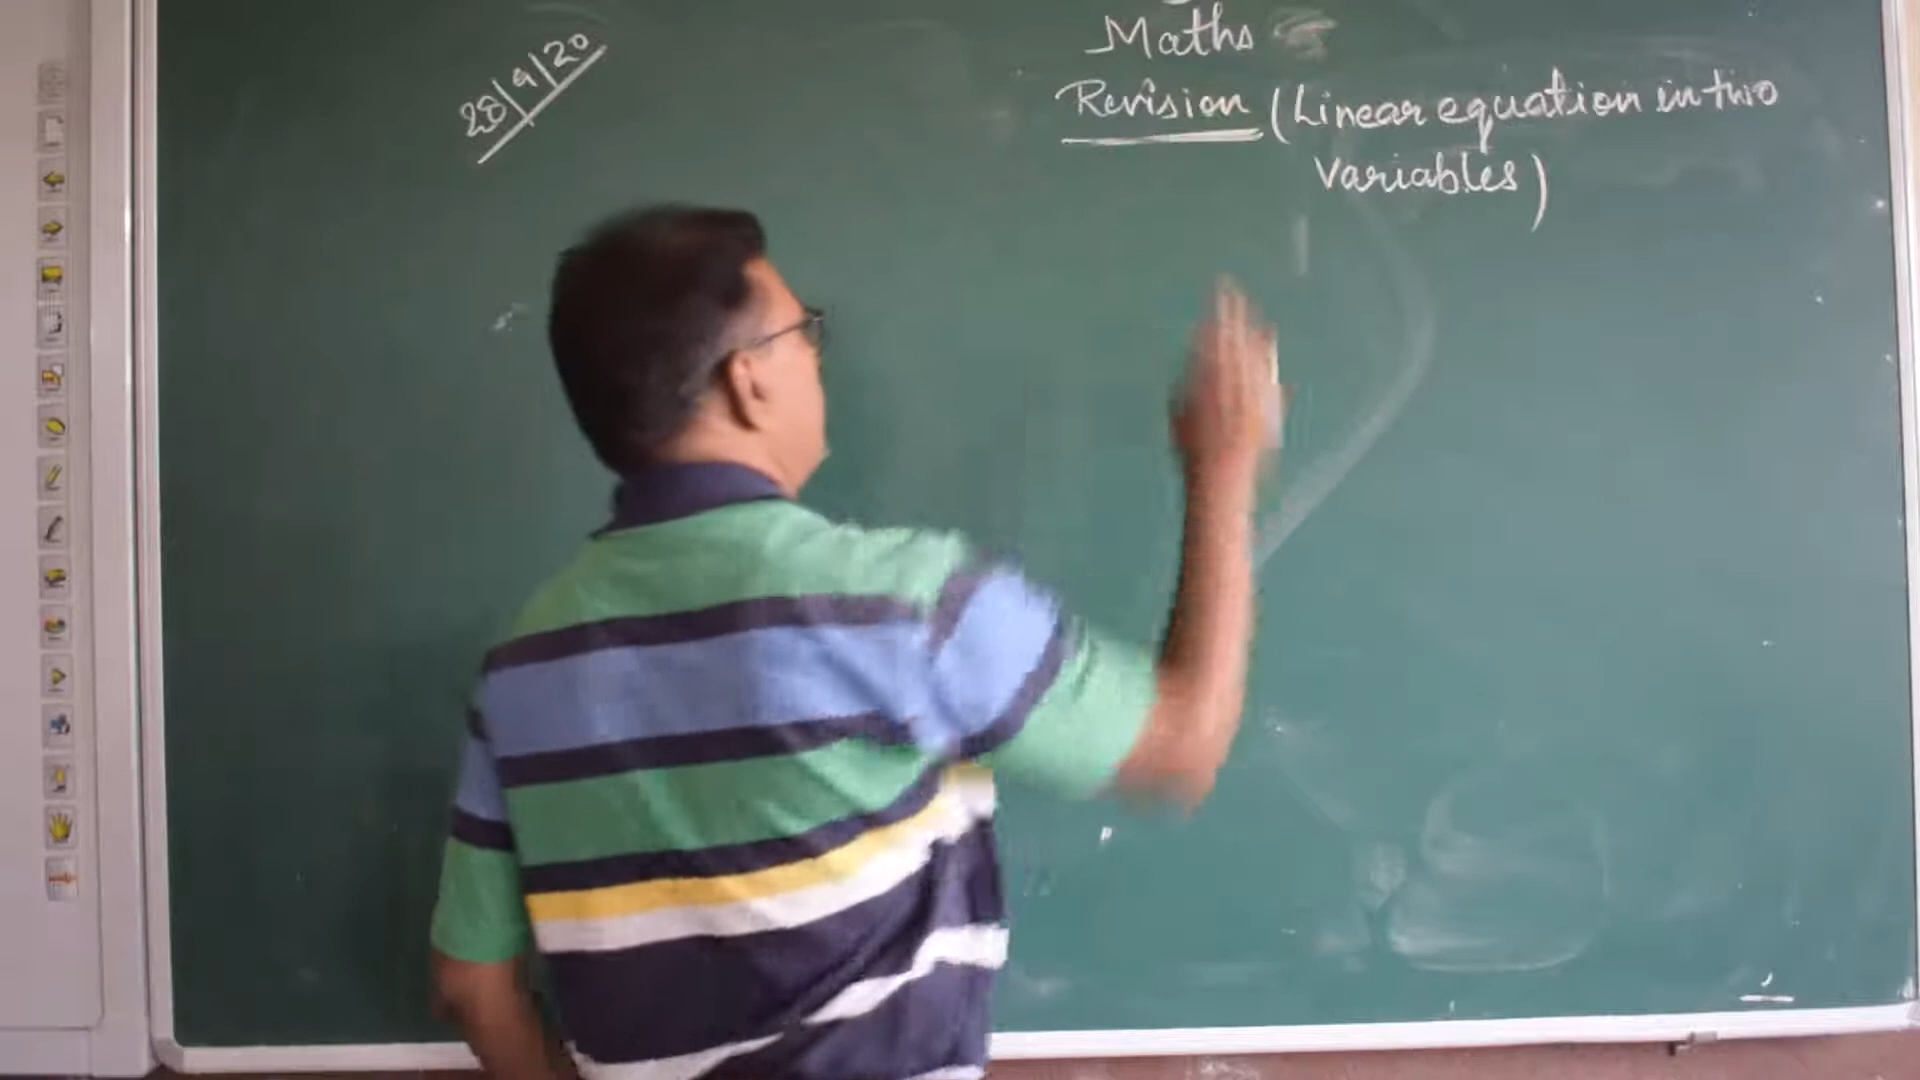 28/9/20
Maths
Revision (Linear equation in two
variables)